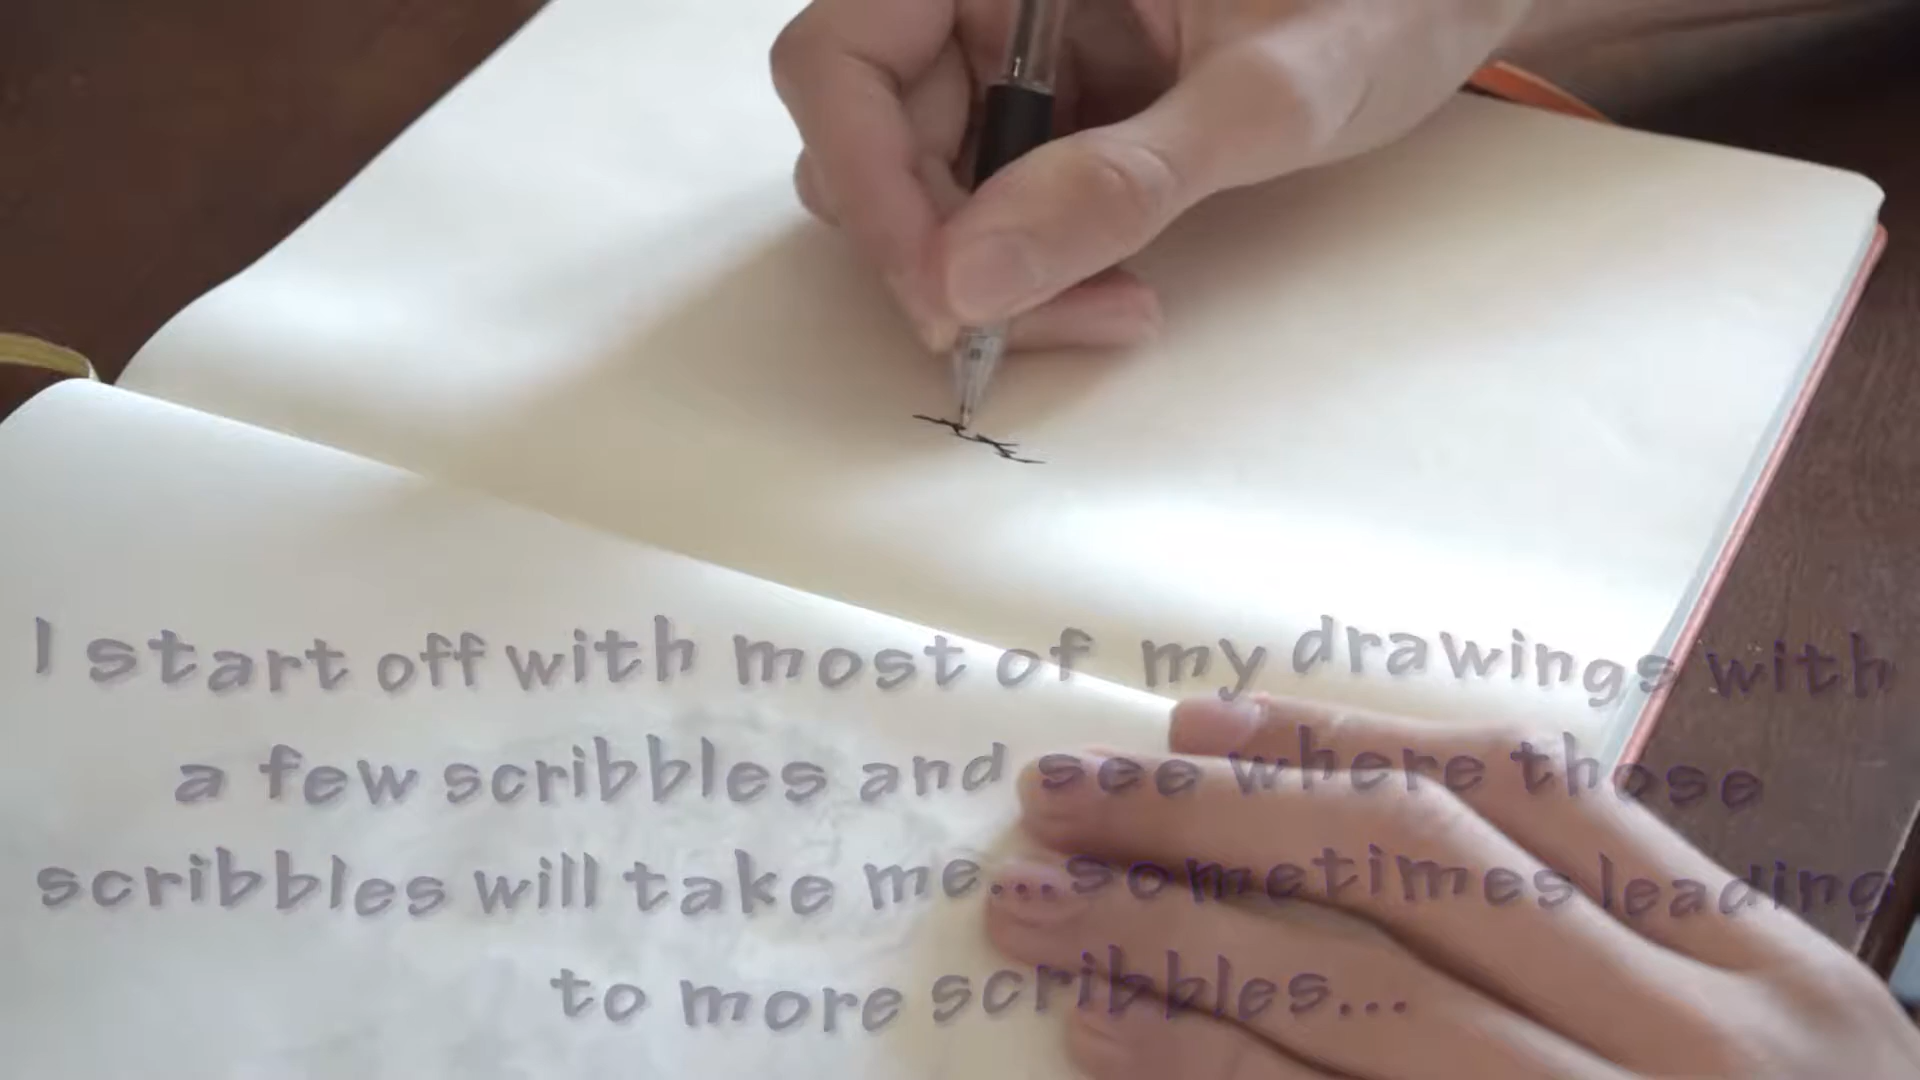 I start off with most of my drawings with
a few scribbles and see where those
scribbles will take me...sometimes leading
to more scribbles...